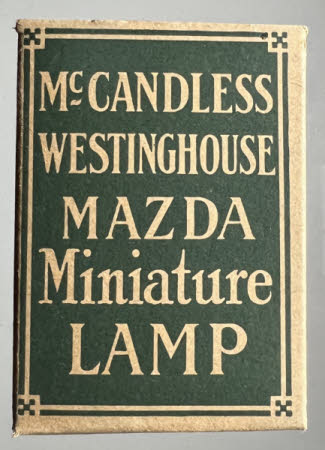 McCANDLESS
WESTINGHOUSE
MAZDA
Miniature
LAMP